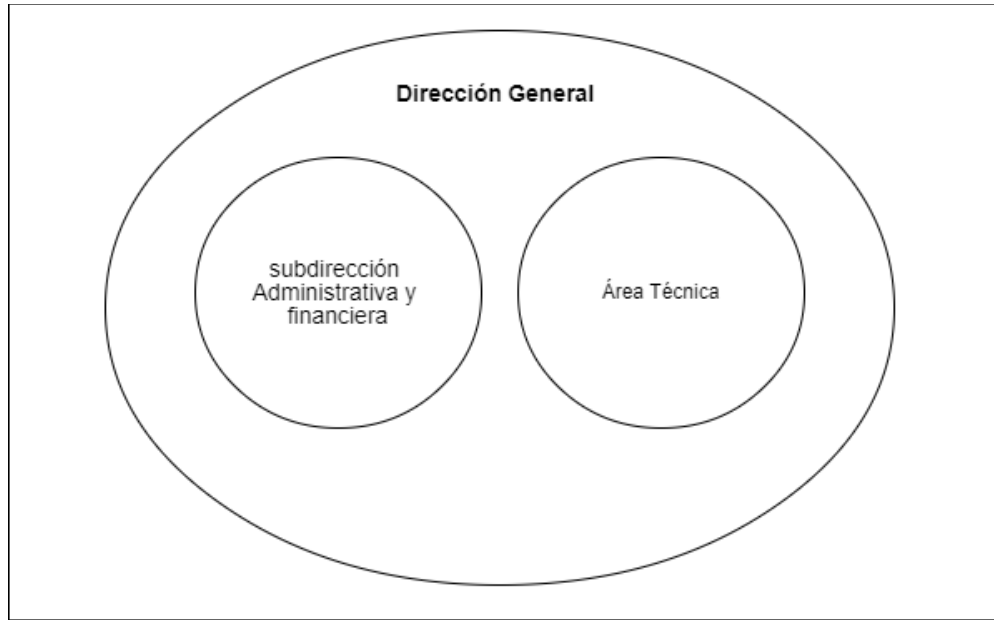 Dirección General
subdirección
Administrativa y
financiera
Área Técnica